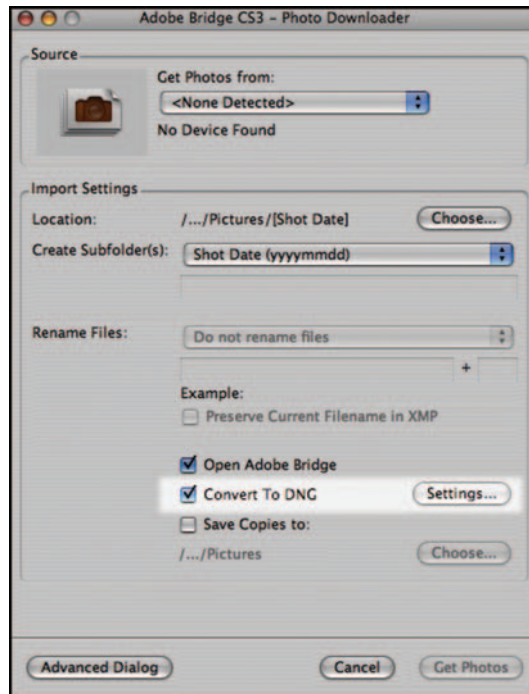 Adobe Bridge CS3 – Photo Downloader
Source
Get Photos from:
<None Detected>
No Device Found
Import Settings
Location: /.../Pictures/[Shot Date] Choose...
Create Subfolder(s): Shot Date (yyyymmdd)
Rename Files: Do not rename files
+
Example:
Preserve Current Filename in XMP
Open Adobe Bridge
Convert To DNG Settings...
Save Copies to:
/.../Pictures Choose...
Advanced Dialog Cancel Get Photos